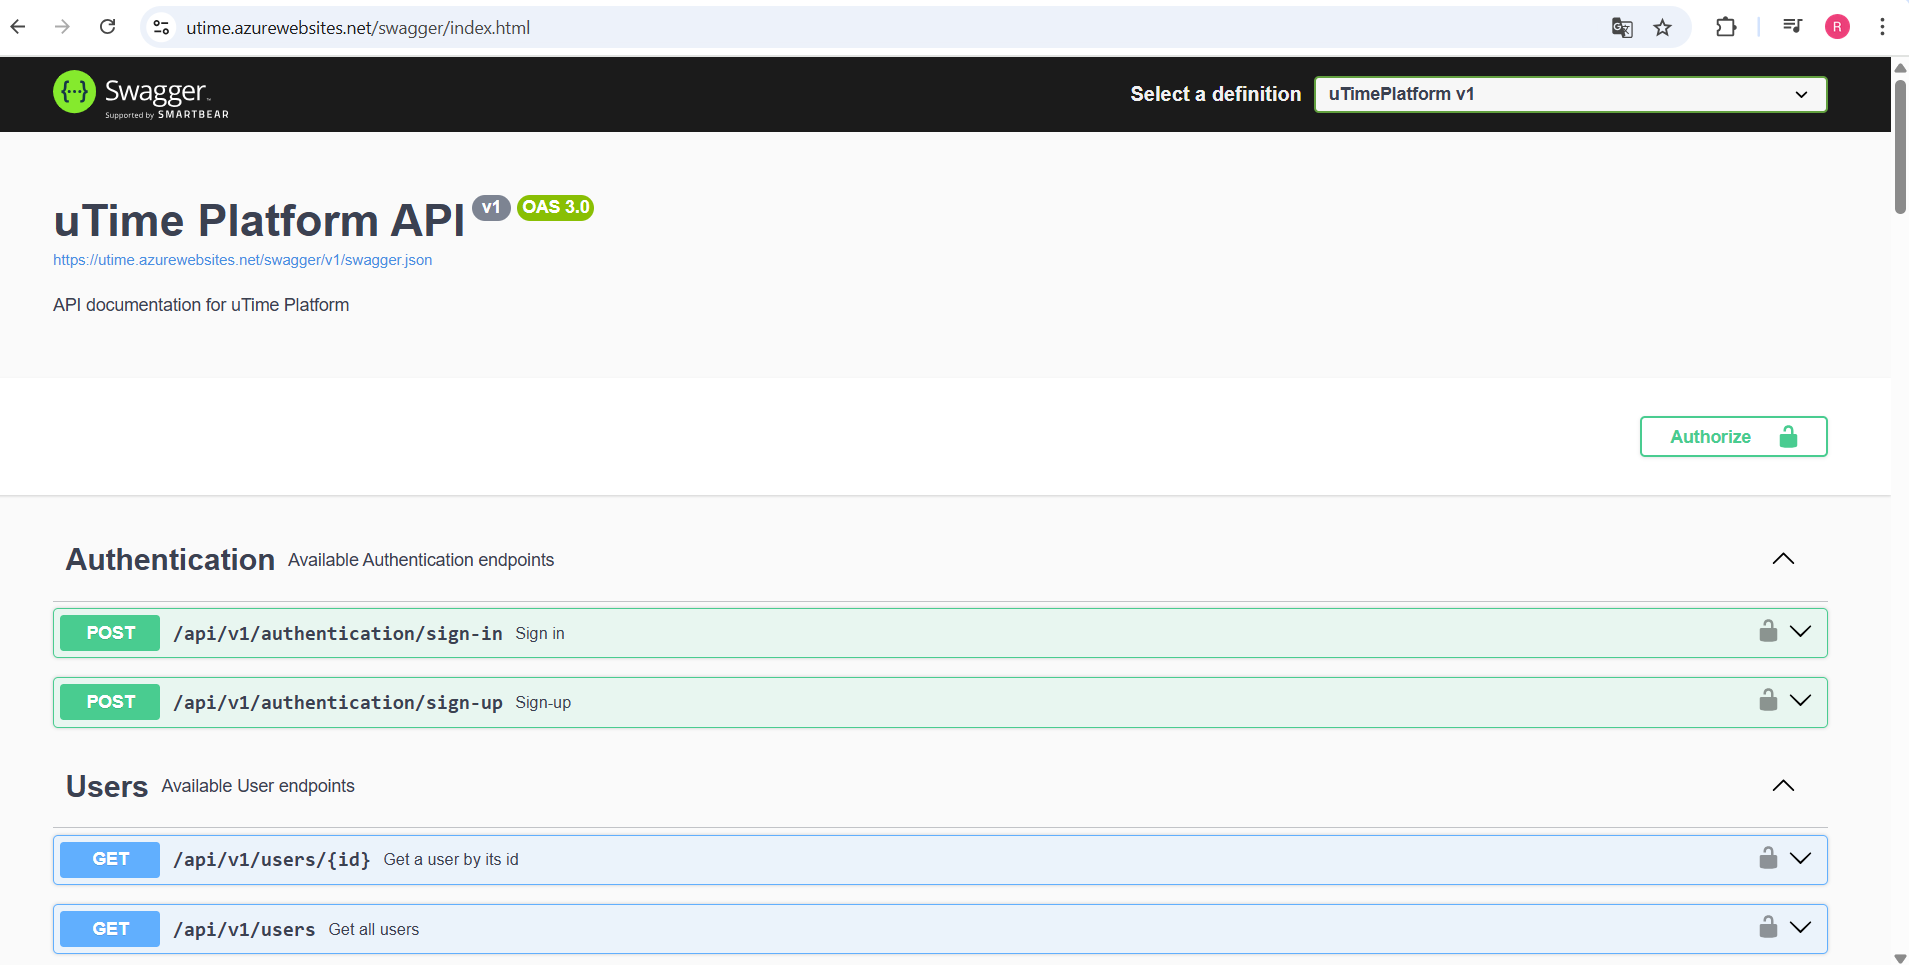 utime.azurewebsites.net/swagger/index.html
R
Swagger
Supported by SMARTBEAR
Select a definition
uTimePlatform v1
uTime Platform API v1 OAS 3.0
https://utime.azurewebsites.net/swagger/v1/swagger.json
API documentation for uTime Platform
Authorize
Authentication Available Authentication endpoints
POST /api/v1/authentication/sign-in Sign in
POST /api/v1/authentication/sign-up Sign-up
Users Available User endpoints
GET /api/v1/users/{id} Get a user by its id
GET /api/v1/users Get all users